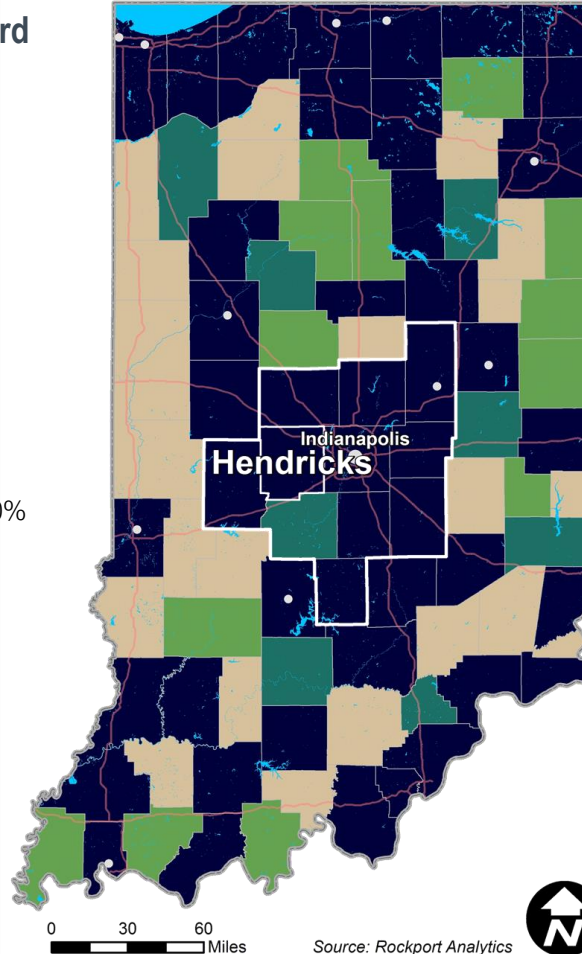 rd
0%
Indianapolis
Hendricks
0 30 60
Miles
Source: Rockport Analytics
N